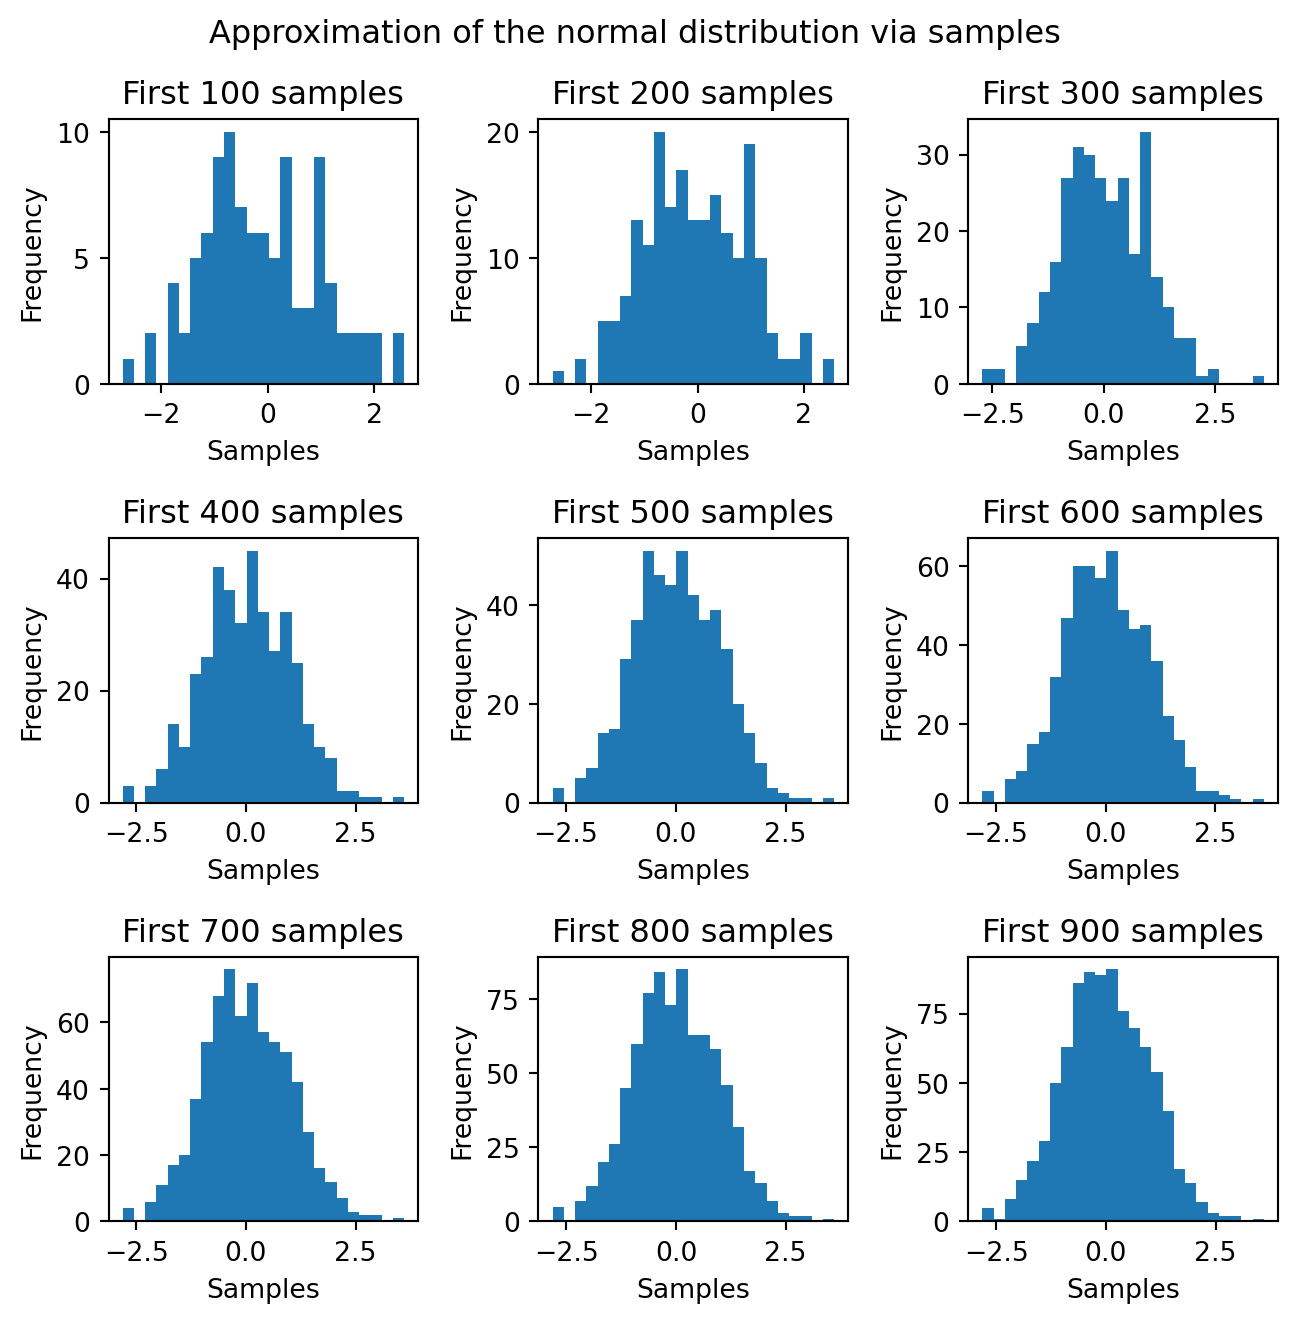 Approximation of the normal distribution via samples
First 100 samples
Frequency
10
5
0
−2 0 2
Samples
First 200 samples
Frequency
20
10
0
−2 0 2
Samples
First 300 samples
Frequency
30
20
10
0
−2.5 0.0 2.5
Samples
First 400 samples
Frequency
40
20
0
−2.5 0.0 2.5
Samples
First 500 samples
Frequency
40
20
0
−2.5 0.0 2.5
Samples
First 600 samples
Frequency
60
40
20
0
−2.5 0.0 2.5
Samples
First 700 samples
Frequency
60
40
20
0
−2.5 0.0 2.5
Samples
First 800 samples
Frequency
75
50
25
0
−2.5 0.0 2.5
Samples
First 900 samples
Frequency
75
50
25
0
−2.5 0.0 2.5
Samples